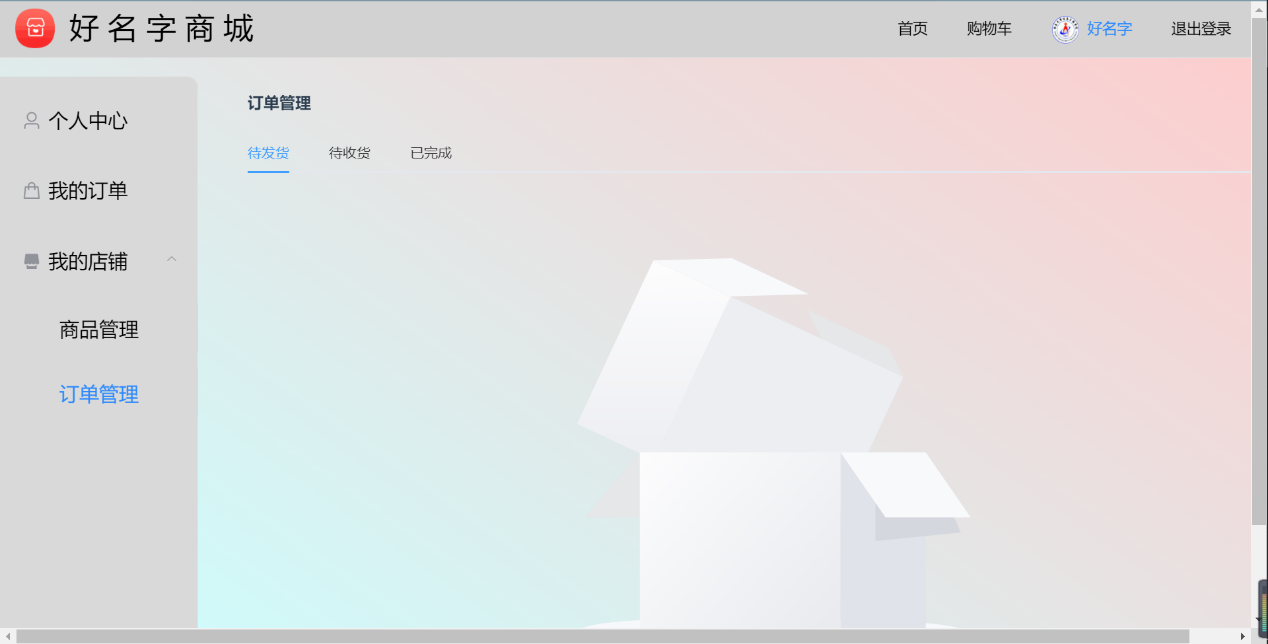 好名字商城
首页 购物车 好名字 退出登录
个人中心
我的订单
我的店铺
商品管理
订单管理
订单管理
待发货 待收货 已完成